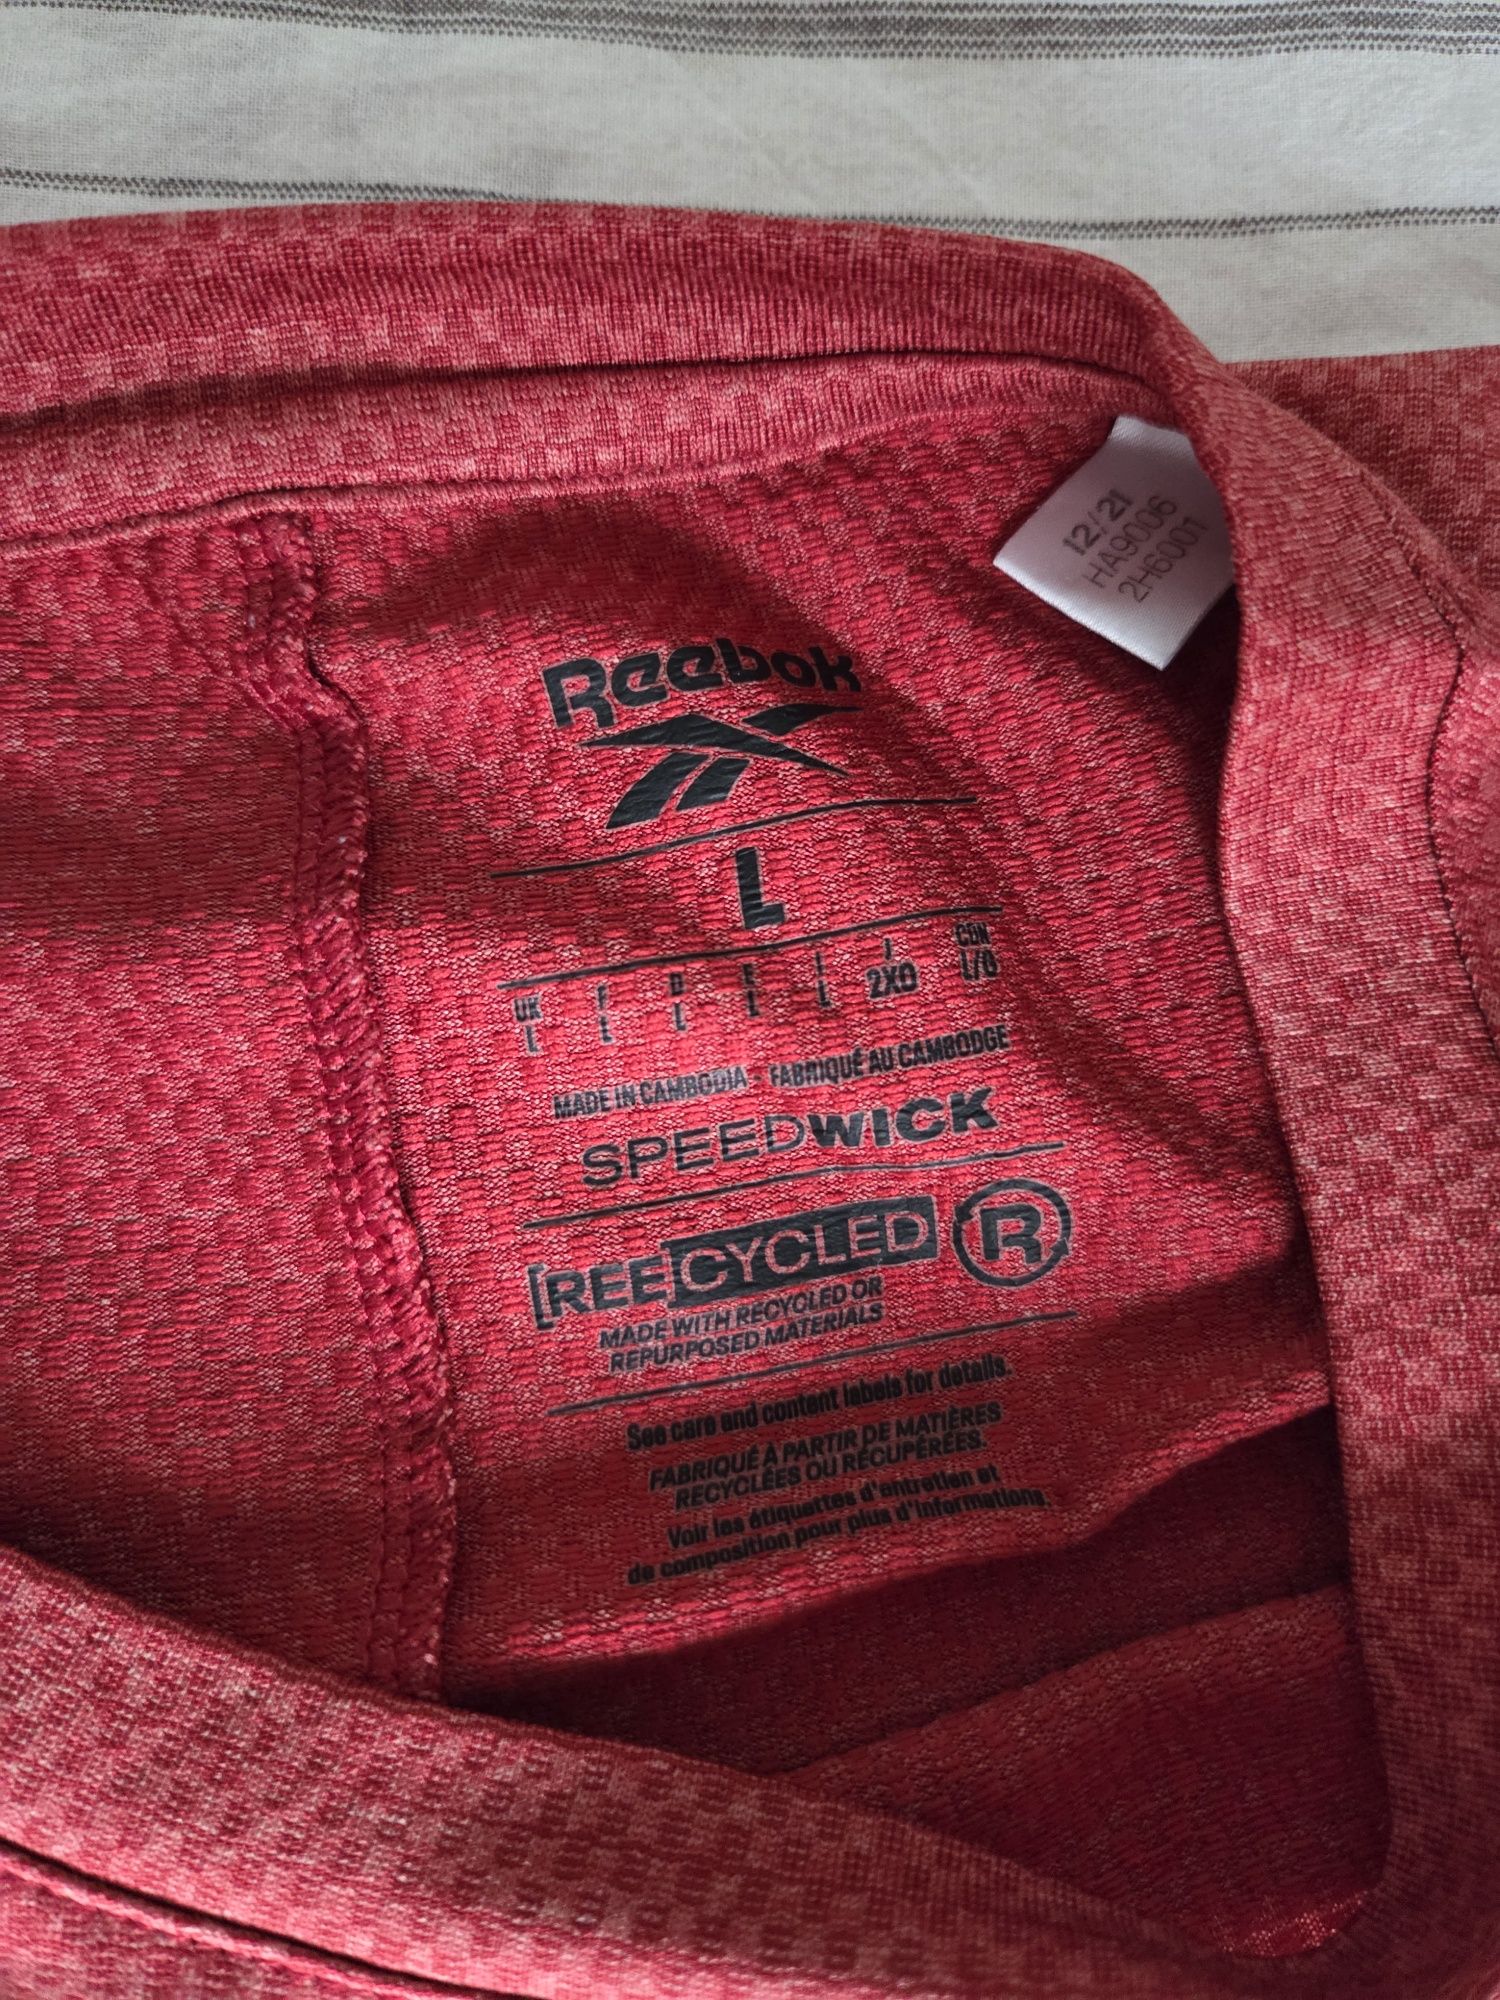 12/21
HA9006
2H6001
Reebok
L
UK F D E I J CDN
L L L L L 2XO L/G
MADE IN CAMBODIA - FABRIQUÉ AU CAMBODGE
SPEEDWICK
[REECYCLED R
MADE WITH RECYCLED OR
REPURPOSED MATERIALS
See care and content labels for details.
FABRIQUÉ À PARTIR DE MATIÈRES
RECYCLÉES OU RÉCUPÉRÉES.
Voir les étiquettes d'entretien et
de composition pour plus d'informations.